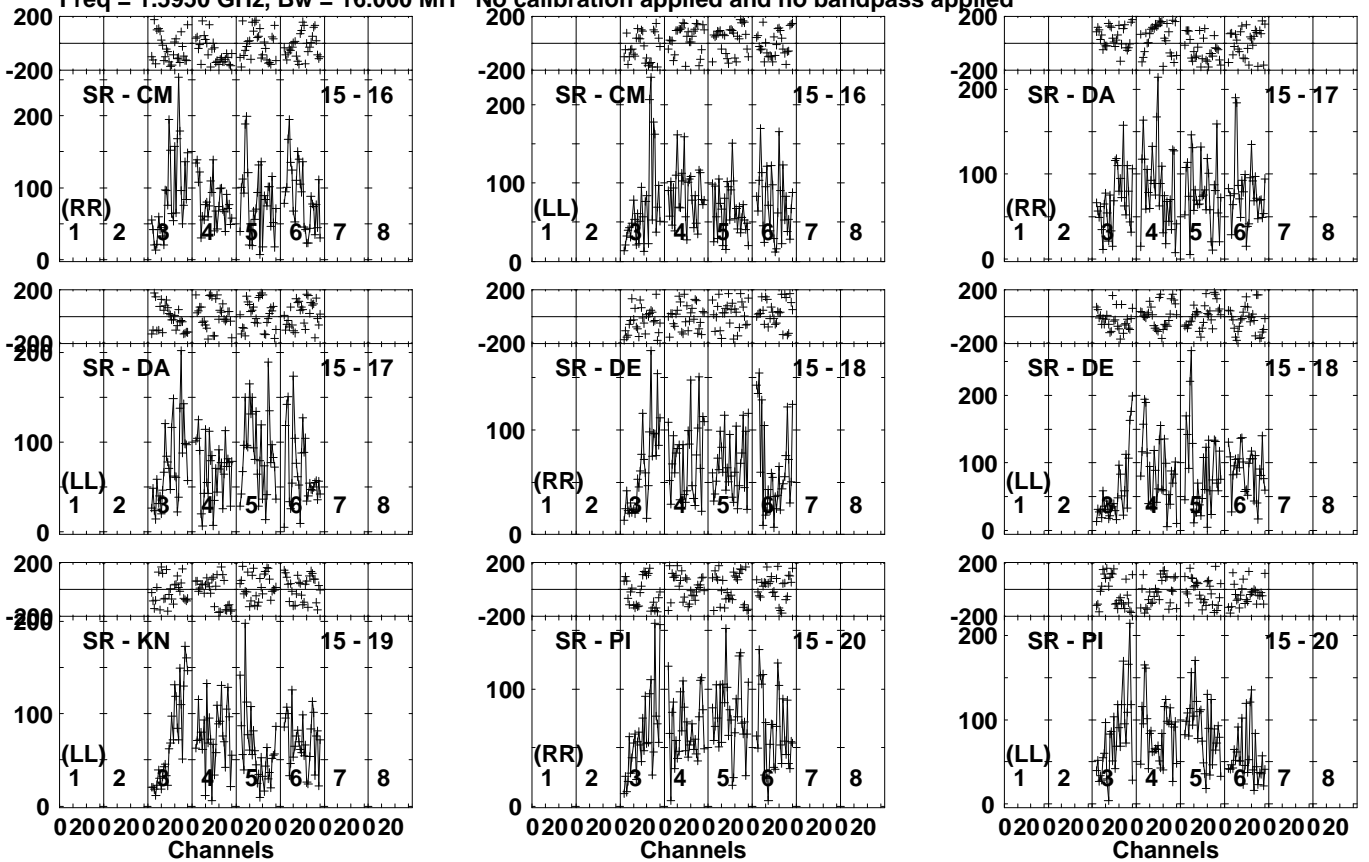 Freq = 1.5950 GHz, Bw = 16.000 MH No calibration applied and no bandpass applied
200 200 200
-200 -200 -200
SR - CM 15 - 16 SR - CM 15 - 16 SR - DA 15 - 17
200 200 200
100 100 100
(RR) (LL) (RR)
1 2 3 4 5 6 7 8 1 2 3 4 5 6 7 8 1 2 3 4 5 6 7 8
0 0 0
200 200 200
-200 -200 -200
200
SR - DA 15 - 17 SR - DE 15 - 18 SR - DE 15 - 18
200
100 100 100
(LL) (RR) (LL)
1 2 3 4 5 6 7 8 1 2 3 4 5 6 7 8 1 2 3 4 5 6 7 8
0 0 0
200 200 200
-200 -200 -200
200 200
SR - KN 15 - 19 SR - PI 15 - 20 SR - PI 15 - 20
100 100 100
(LL) (RR) (LL)
1 2 3 4 5 6 7 8 1 2 3 4 5 6 7 8 1 2 3 4 5 6 7 8
0 0 0
0 20 0 20 0 20 0 20 0 20 0 20 0 20 0 20 0 20 0 20 0 20 0 20 0 20 0 20 0 20 0 20 0 20 0 20 0 20 0 20 0 20 0 20 0 20 0 20
Channels Channels Channels